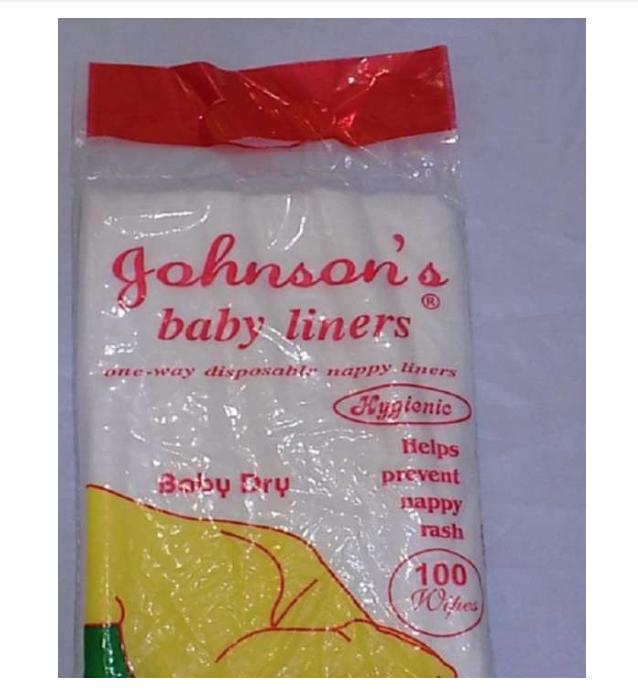 Johnson's
baby liners ®
one-way disposable nappy liners
Hygienic
Helps
prevent
nappy
rash
Baby Dry
100
Wipes